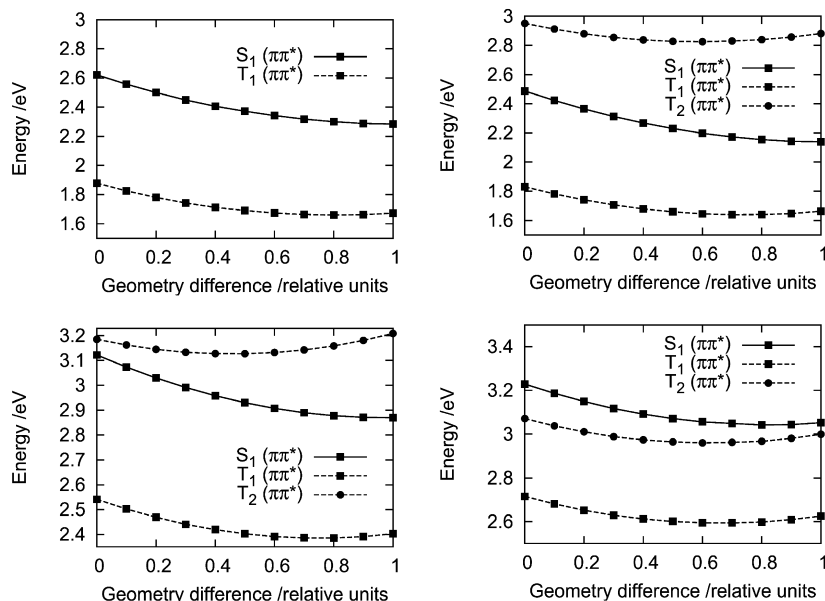 3
2.8
2.6
2.4
2.2
2
1.8
1.6
Energy /eV
S1 (ππ*)
T1 (ππ*)
0 0.2 0.4 0.6 0.8 1
Geometry difference /relative units
3
2.8
2.6
2.4
2.2
2
1.8
1.6
Energy /eV
S1 (ππ*)
T1 (ππ*)
T2 (ππ*)
0 0.2 0.4 0.6 0.8 1
Geometry difference /relative units
3.2
3.1
3
2.9
2.8
2.7
2.6
2.5
2.4
Energy /eV
S1 (ππ*)
T1 (ππ*)
T2 (ππ*)
0 0.2 0.4 0.6 0.8 1
Geometry difference /relative units
3.4
3.2
3
2.8
2.6
Energy /eV
S1 (ππ*)
T1 (ππ*)
T2 (ππ*)
0 0.2 0.4 0.6 0.8 1
Geometry difference /relative units